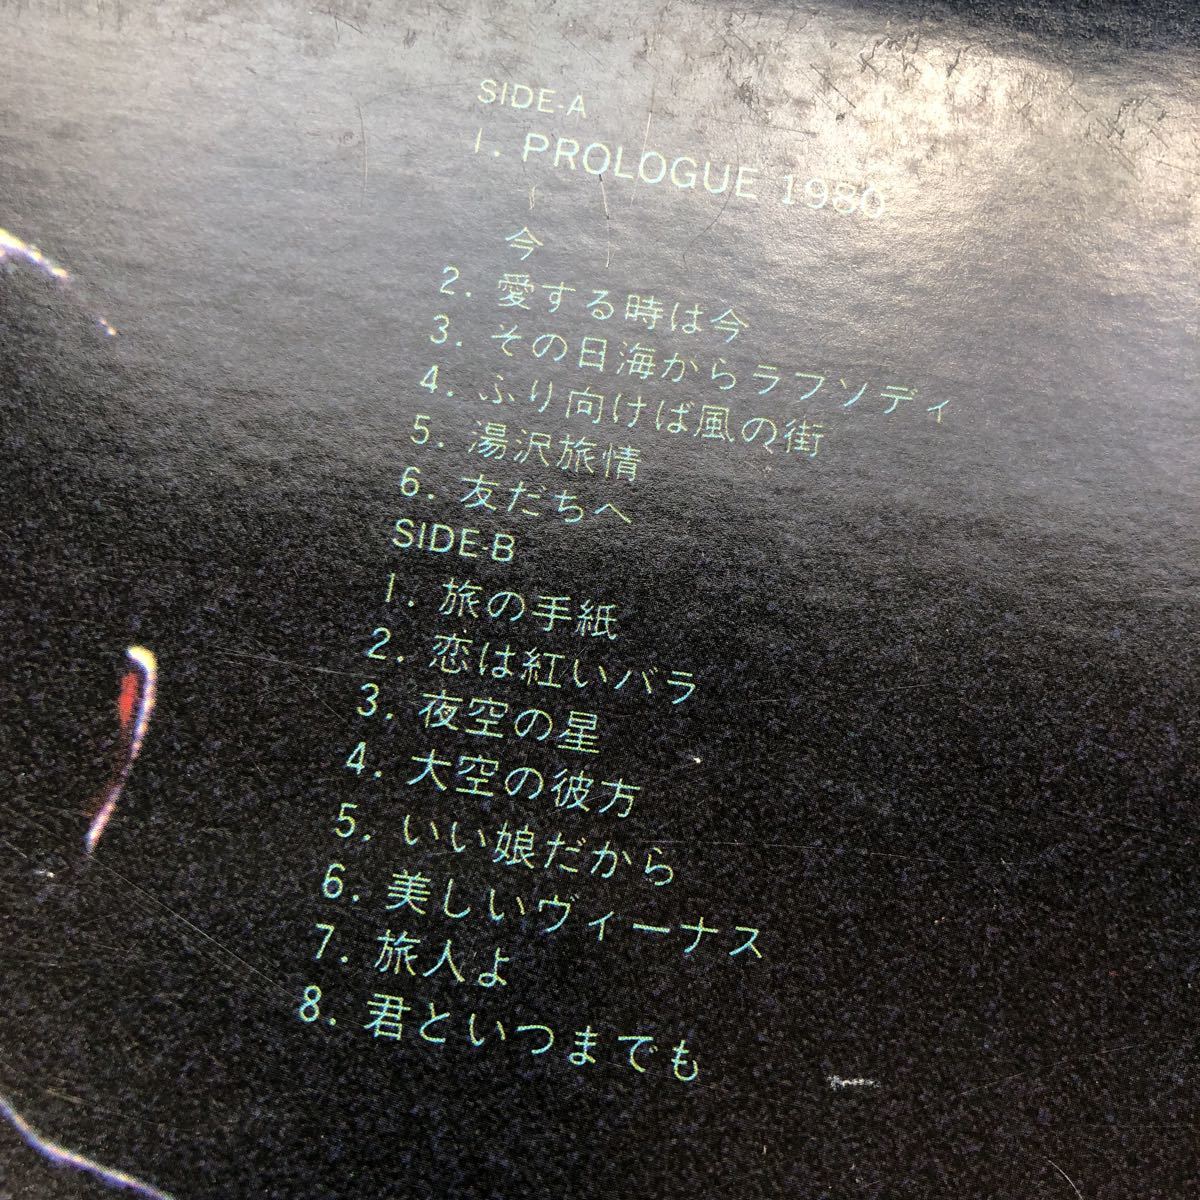 SIDE-A
1. PROLOGUE 1980
今
2. 愛する時は今
3. その日海からラプソディ
4. ふり向けば風の街
5. 湯沢旅情
6. 友だちへ
SIDE-B
1. 旅の手紙
2. 恋は紅いバラ
3. 夜空の星
4. 大空の彼方
5. いい娘だから
6. 美しいヴィーナス
7. 旅人よ
8. 君といつまでも